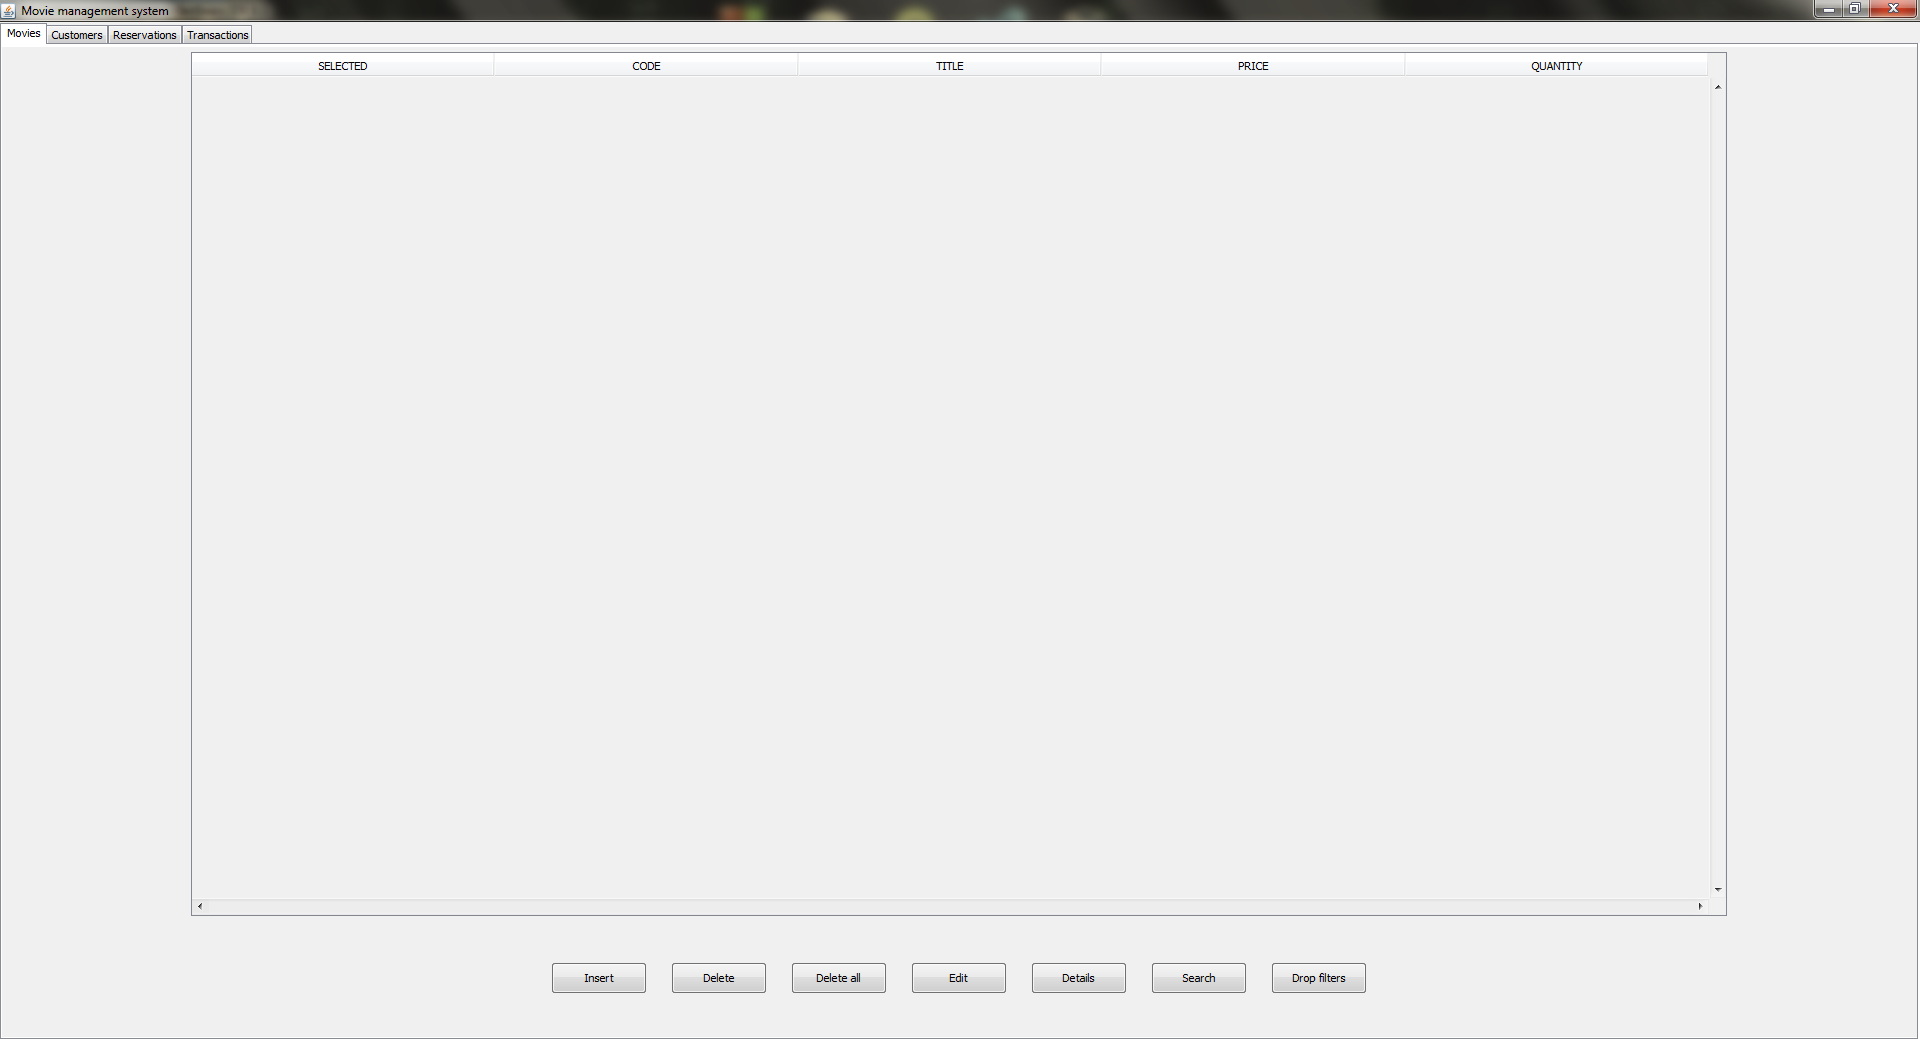 Movie management system
Movies Customers Reservations Transactions
SELECTED CODE TITLE PRICE QUANTITY
Insert Delete Delete all Edit Details Search Drop filters